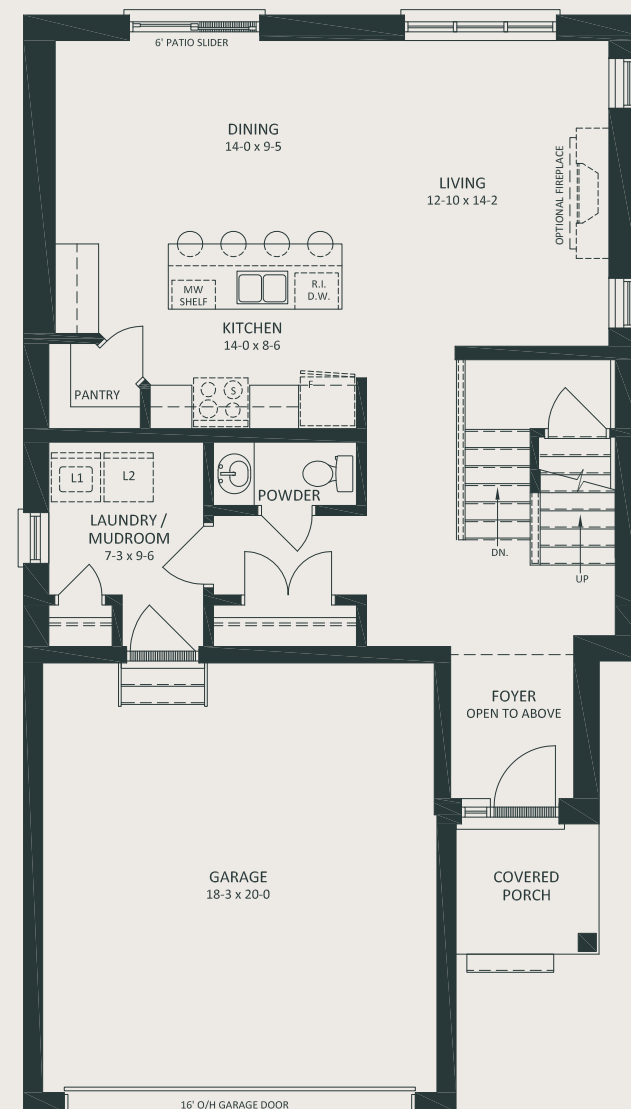 6' PATIO SLIDER
DINING
14-0 x 9-5
LIVING
12-10 x 14-2
OPTIONAL FIREPLACE
MW
SHELF
R.I.
D.W.
KITCHEN
14-0 x 8-6
PANTRY
S
F
L1
L2
POWDER
LAUNDRY /
MUDROOM
7-3 x 9-6
DN.
UP
FOYER
OPEN TO ABOVE
GARAGE
18-3 x 20-0
COVERED
PORCH
16' O/H GARAGE DOOR